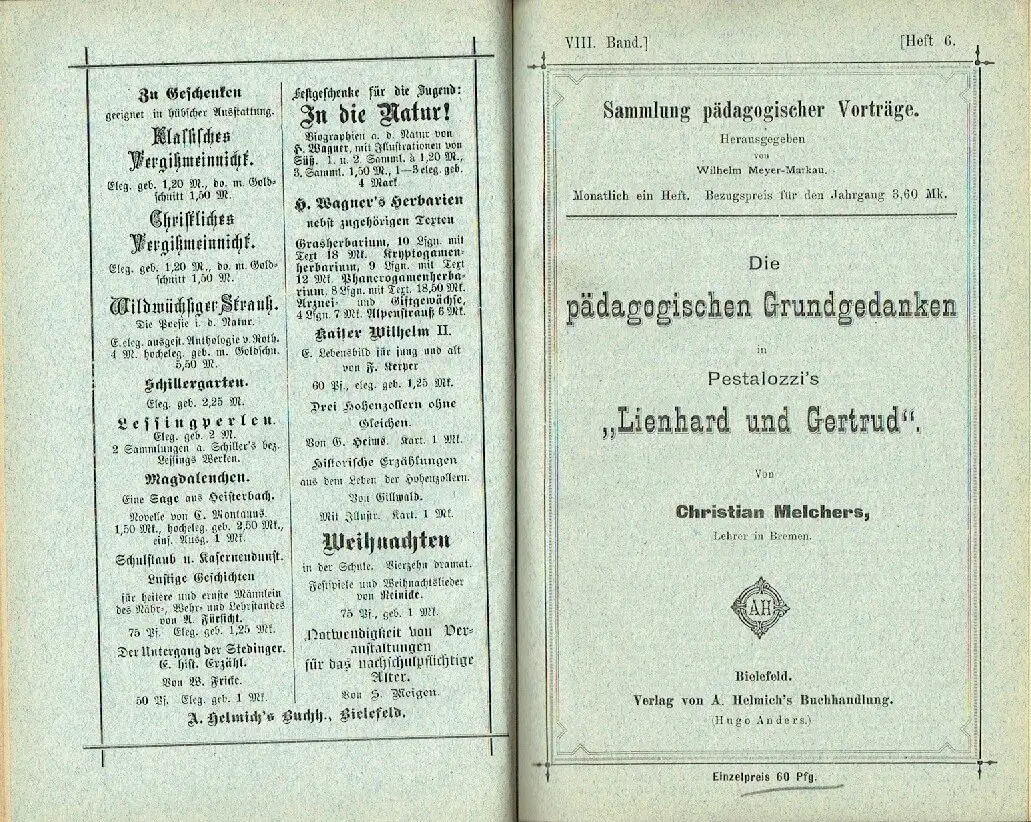 Zu Geschenken
geeignet in hübscher Ausstattung.
Klassisches
Vergißmeinnicht.
Eleg. geb. 1,20 M., do. m. Gold-
schnitt 1,50 M.
Christliches
Vergißmeinnicht.
Eleg. geb. 1,20 M., do. m. Gold-
schnitt 1,50 M.
Wildwüchsiger Strauß.
Die Poesie i. d. Natur.
E. eleg. ausgest. Anthologie v. Roth.
4 M. hocheleg. geb. m. Goldschn.
5,50 M.
Schillergarten.
Eleg. geb. 2,25 M.
Lessingperlen.
Eleg. geb. 2 M.
2 Sammlungen a. Schiller's bez.
Lessings Werken.
Magdalenchen.
Eine Sage aus Heisterbach.
Novelle von C. Montanus.
1,50 Mk., hocheleg. geb. 2,50 Mk.,
einf. Ausg. 1 Mk.
Schulstaub u. Kasernendunst.
Lustige Geschichten
für heitere und ernste Männlein
des Nähr-, Wehr- und Lehrstandes
von A. Fürsicht.
75 Pf. Eleg. geb. 1,25 Mk.
Der Untergang der Stedinger.
E. hist. Erzähl.
Von W. Fricke.
50 Pf. Eleg. geb. 1 Mk
Festgeschenke für die Jugend:
In die Natur!
Biographien a. d. Natur von
H. Wagner, mit Illustrationen von
Süß. 1. u. 2. Samml. à 1,20 M.,
3. Samml. 1,50 M., 1—3 eleg. geb.
4 Mark
H. Wagner's Herbarien
nebst zugehörigen Texten
Grasherbarium, 10 Lfgn. mit
Text 18 Mk. Kryptogamen-
herbarium, 9 Lfgn. mit Text
12 Mk. Phanerogamenherba-
rium, 8 Lfgn. mit Text. 18,50 Mk.
Arznei- und Giftgewächse,
4 Lfgn. 7 Mk. Alpenstrauß 6 Mk.
Kaiser Wilhelm II.
E. Lebensbild für jung und alt
von F. Kerper
60 Pf., eleg. geb. 1,25 Mk.
Drei Hohenzollern ohne
Gleichen.
Von G. Heims. Kart. 1 Mk.
Historische Erzählungen
aus dem Leben der Hohenzollern.
Von Gillwald.
Mit Illustr. Kart. 1 Mk.
Weihnachten
in der Schule. Vierzehn dramat.
Festspiele und Weihnachtslieder
von Reinicke.
75 Pf., geb. 1 Mk.
Notwendigkeit von Ver-
anstaltungen
für das nachschulpflichtige
Alter.
Von S. Meigen.
A. Helmich's Buchh., Bielefeld.
VIII. Band.]
[Heft 6.
Sammlung pädagogischer Vorträge.
Herausgegeben
von
Wilhelm Meyer-Markau.
Monatlich ein Heft. Bezugspreis für den Jahrgang 3,60 Mk.
Die
pädagogischen Grundgedanken
in
Pestalozzi's
„Lienhard und Gertrud“.
Von
Christian Melchers,
Lehrer in Bremen.
AH
Bielefeld.
Verlag von A. Helmich's Buchhandlung.
(Hugo Anders.)
Einzelpreis 60 Pfg.